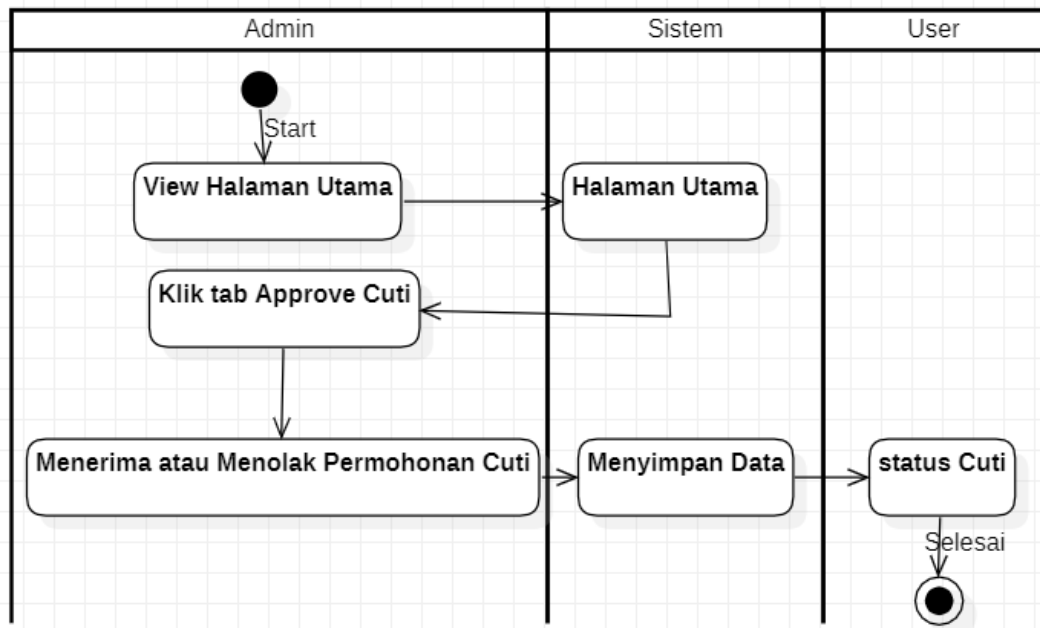 Admin
Sistem
User
Start
View Halaman Utama
Halaman Utama
Klik tab Approve Cuti
Menerima atau Menolak Permohonan Cuti
Menyimpan Data
status Cuti
Selesai